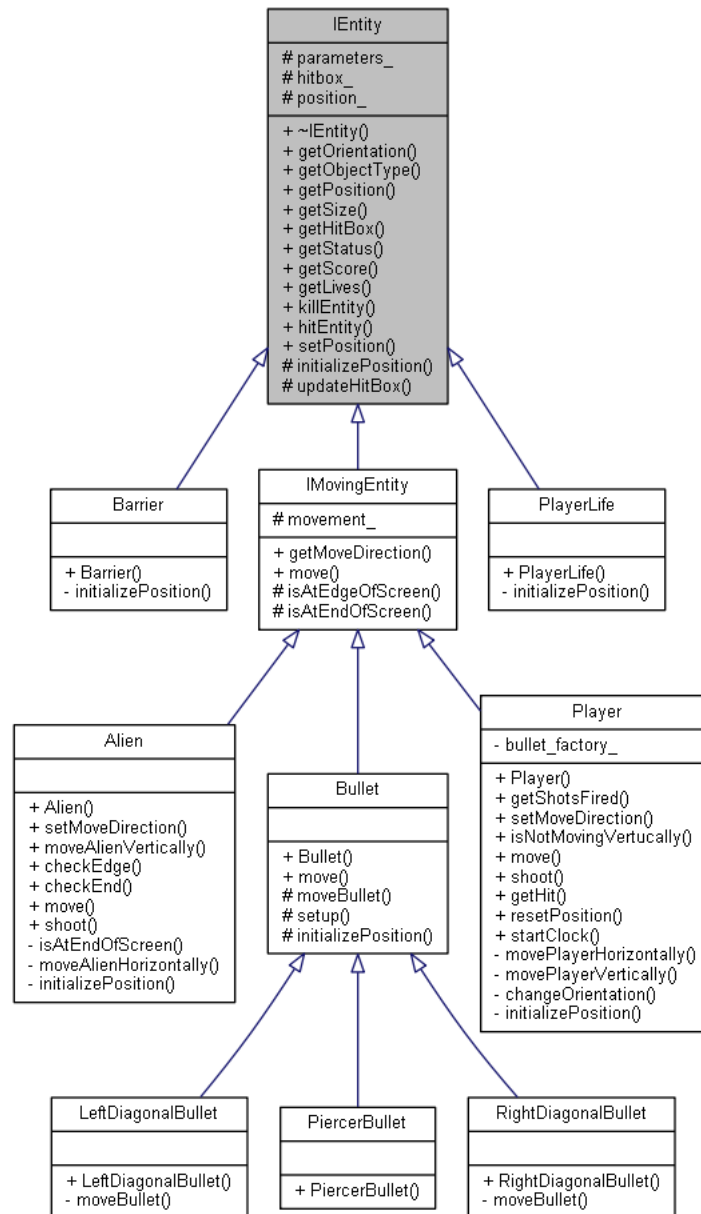 IEntity
# parameters_
# hitbox_
# position_
+ ~IEntity()
+ getOrientation()
+ getObjectType()
+ getPosition()
+ getSize()
+ getHitBox()
+ getStatus()
+ getScore()
+ getLives()
+ killEntity()
+ hitEntity()
+ setPosition()
# initializePosition()
# updateHitBox()
Barrier
+ Barrier()
- initializePosition()
IMovingEntity
# movement_
+ getMoveDirection()
+ move()
# isAtEdgeOfScreen()
# isAtEndOfScreen()
PlayerLife
+ PlayerLife()
- initializePosition()
Alien
+ Alien()
+ setMoveDirection()
+ moveAlienVertically()
+ checkEdge()
+ checkEnd()
+ move()
+ shoot()
- isAtEndOfScreen()
- moveAlienHorizontally()
- initializePosition()
Bullet
+ Bullet()
+ move()
# moveBullet()
# setup()
# initializePosition()
Player
- bullet_factory_
+ Player()
+ getShotsFired()
+ setMoveDirection()
+ isNotMovingVertucally()
+ move()
+ shoot()
+ getHit()
+ resetPosition()
+ startClock()
- movePlayerHorizontally()
- movePlayerVertically()
- changeOrientation()
- initializePosition()
LeftDiagonalBullet
+ LeftDiagonalBullet()
- moveBullet()
PiercerBullet
+ PiercerBullet()
RightDiagonalBullet
+ RightDiagonalBullet()
- moveBullet()